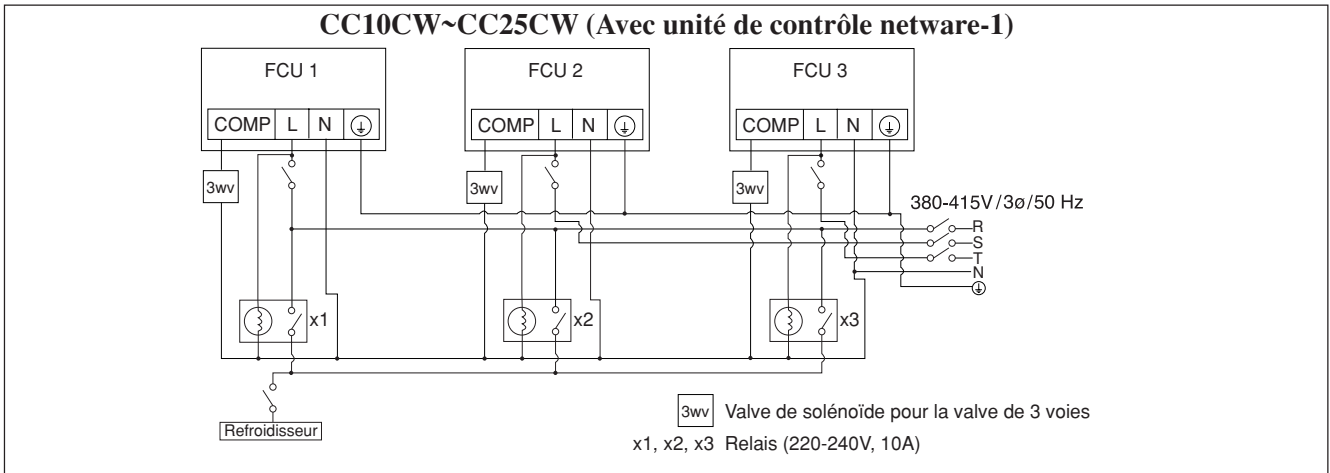 CC10CW~CC25CW (Avec unité de contrôle netware-1)
FCU 1
FCU 2
FCU 3
COMP L N
COMP L N
COMP L N
3wv
3wv
3wv
380-415V/3ø/50 Hz
R
S
T
N
x1
x2
x3
Refroidisseur
3wv Valve de solénoïde pour la valve de 3 voies
x1, x2, x3 Relais (220-240V, 10A)